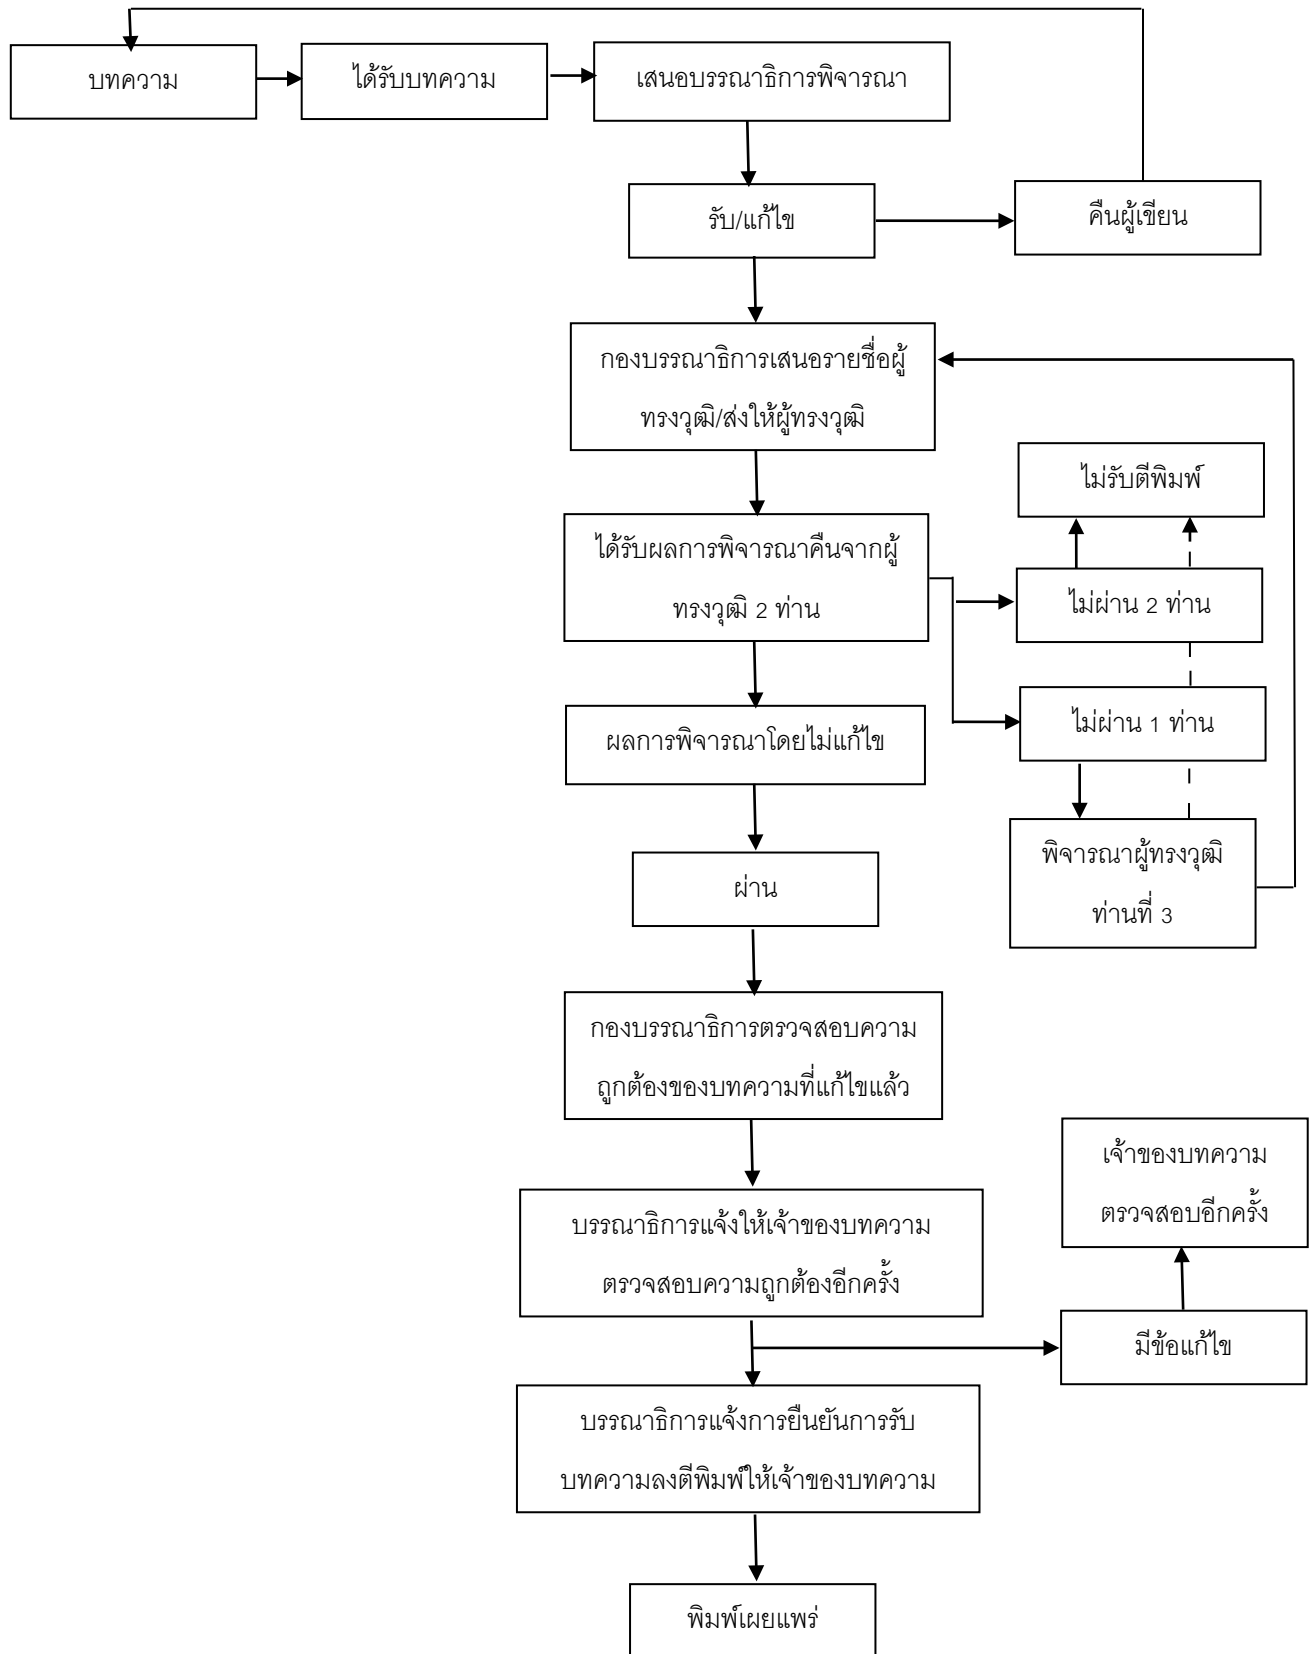 บทความ
ได้รับบทความ
เสนอบรรณาธิการพิจารณา
รับ/แก้ไข
คืนผู้เขียน
กองบรรณาธิการเสนอรายชื่อผู้
ทรงวุฒิ/ส่งให้ผู้ทรงวุฒิ
ไม่รับตีพิมพ์
ได้รับผลการพิจารณาคืนจากผู้
ทรงวุฒิ 2 ท่าน
ไม่ผ่าน 2 ท่าน
ไม่ผ่าน 1 ท่าน
ผลการพิจารณาโดยไม่แก้ไข
พิจารณาผู้ทรงวุฒิ
ท่านที่ 3
ผ่าน
กองบรรณาธิการตรวจสอบความ
ถูกต้องของบทความที่แก้ไขแล้ว
เจ้าของบทความ
ตรวจสอบอีกครั้ง
บรรณาธิการแจ้งให้เจ้าของบทความ
ตรวจสอบความถูกต้องอีกครั้ง
มีข้อแก้ไข
บรรณาธิการแจ้งการยืนยันการรับ
บทความลงตีพิมพ์ให้เจ้าของบทความ
พิมพ์เผยแพร่